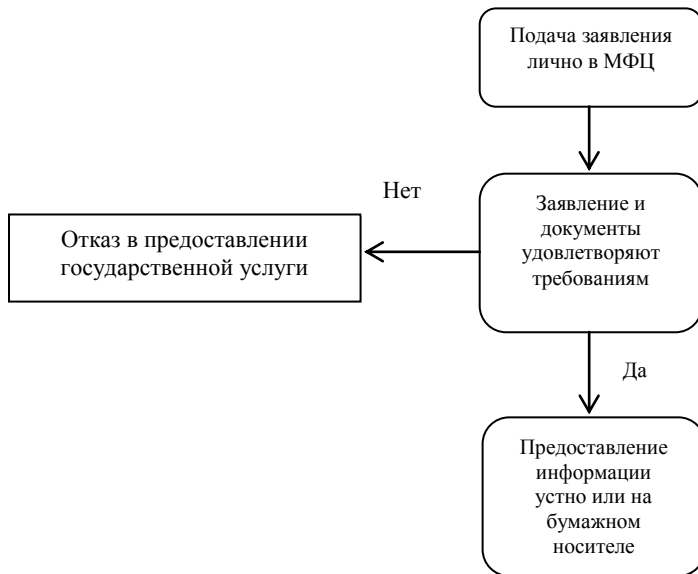 Подача заявления
лично в МФЦ
Нет
Заявление и
документы
удовлетворяют
требованиям
Отказ в предоставлении
государственной услуги
Да
Предоставление
информации
устно или на
бумажном
носителе